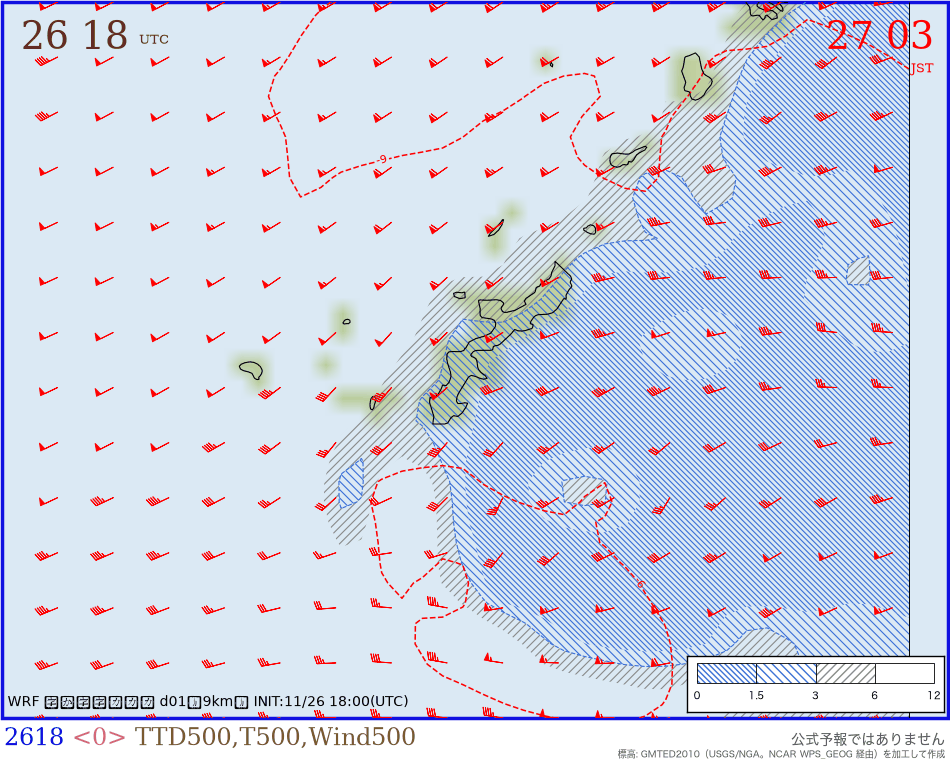 26 18 UTC
27 03
JST
-9
-6
WRF d01 9km INIT:11/26 18:00(UTC)
0 1.5 3 6 12
2618 <0> TTD500,T500,Wind500
公式予報ではありません
標高: GMTED2010（USGS/NGA。NCAR WPS_GEOG 経由）を加工して作成